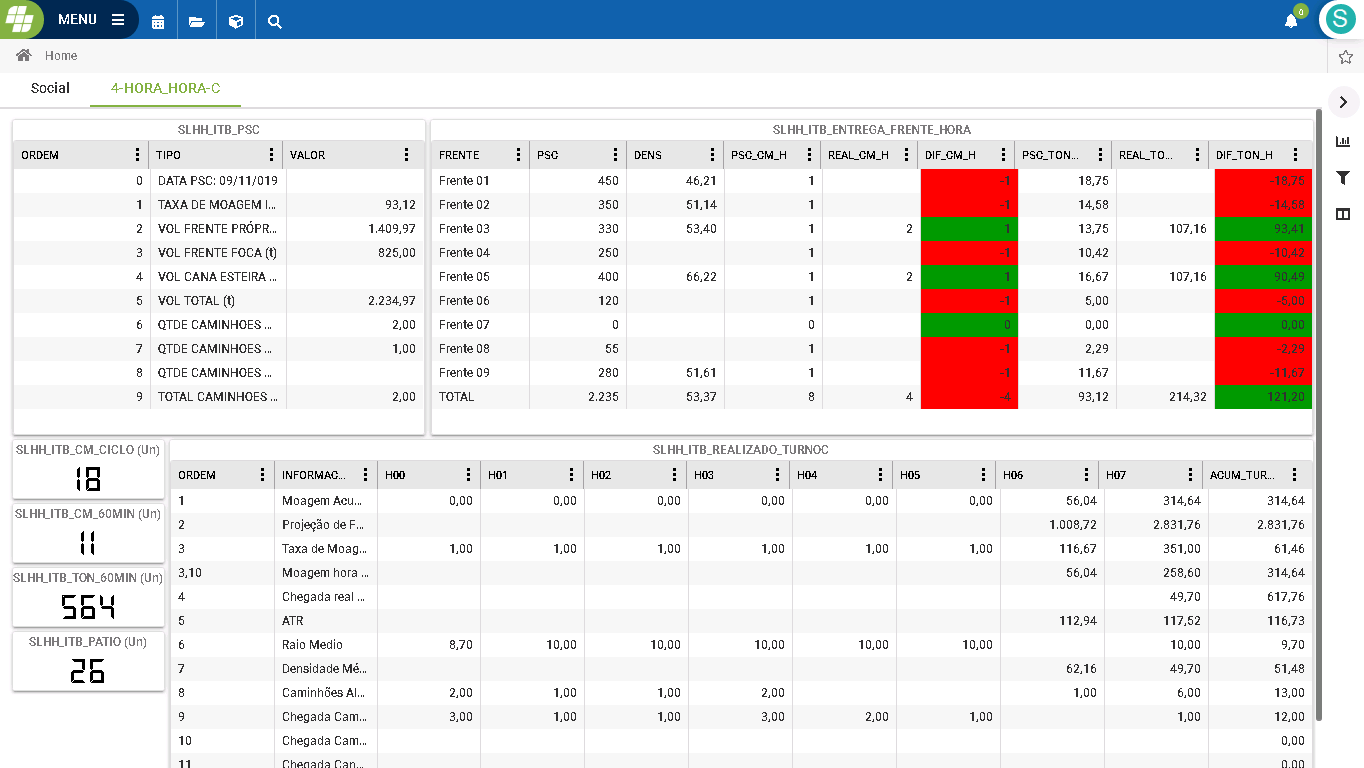 MENU
0
S
Home
Social 4-HORA_HORA-C
SLHH_ITB_PSC
ORDEM TIPO VALOR
0 DATA PSC: 09/11/019
1 TAXA DE MOAGEM I... 93,12
2 VOL FRENTE PRÓPR... 1.409,97
3 VOL FRENTE FOCA (t) 825,00
4 VOL CANA ESTEIRA ...
5 VOL TOTAL (t) 2.234,97
6 QTDE CAMINHOES ... 2,00
7 QTDE CAMINHOES ... 1,00
8 QTDE CAMINHOES ...
9 TOTAL CAMINHOES ... 2,00
SLHH_ITB_ENTREGA_FRENTE_HORA
FRENTE PSC DENS PSC_CM_H REAL_CM_H DIF_CM_H PSC_TON... REAL_TO... DIF_TON_H
Frente 01 450 46,21 1 -1 18,75 -18,75
Frente 02 350 51,14 1 -1 14,58 -14,58
Frente 03 330 53,40 1 2 1 13,75 107,16 93,41
Frente 04 250 1 -1 10,42 -10,42
Frente 05 400 66,22 1 2 1 16,67 107,16 90,49
Frente 06 120 1 -1 5,00 -5,00
Frente 07 0 0 0 0,00 0,00
Frente 08 55 1 -1 2,29 -2,29
Frente 09 280 51,61 1 -1 11,67 -11,67
TOTAL 2.235 53,37 8 4 -4 93,12 214,32 121,20
SLHH_ITB_CM_CICLO (Un)
18
SLHH_ITB_CM_60MIN (Un)
11
SLHH_ITB_TON_60MIN (Un)
564
SLHH_ITB_PATIO (Un)
26
SLHH_ITB_REALIZADO_TURNOC
ORDEM INFORMAC... H00 H01 H02 H03 H04 H05 H06 H07 ACUM_TUR...
1 Moagem Acu... 0,00 0,00 0,00 0,00 0,00 0,00 56,04 314,64 314,64
2 Projeção de F... 1.008,72 2.831,76 2.831,76
3 Taxa de Moag... 1,00 1,00 1,00 1,00 1,00 1,00 116,67 351,00 61,46
3,10 Moagem hora ... 56,04 258,60 314,64
4 Chegada real ... 49,70 617,76
5 ATR 112,94 117,52 116,73
6 Raio Medio 8,70 10,00 10,00 10,00 10,00 10,00 10,00 9,70
7 Densidade Mé... 62,16 49,70 51,48
8 Caminhões Al... 2,00 1,00 1,00 2,00 1,00 6,00 13,00
9 Chegada Cam... 3,00 1,00 1,00 3,00 2,00 1,00 1,00 12,00
10 Chegada Cam... 0,00
11 Chegada Can... 0,00